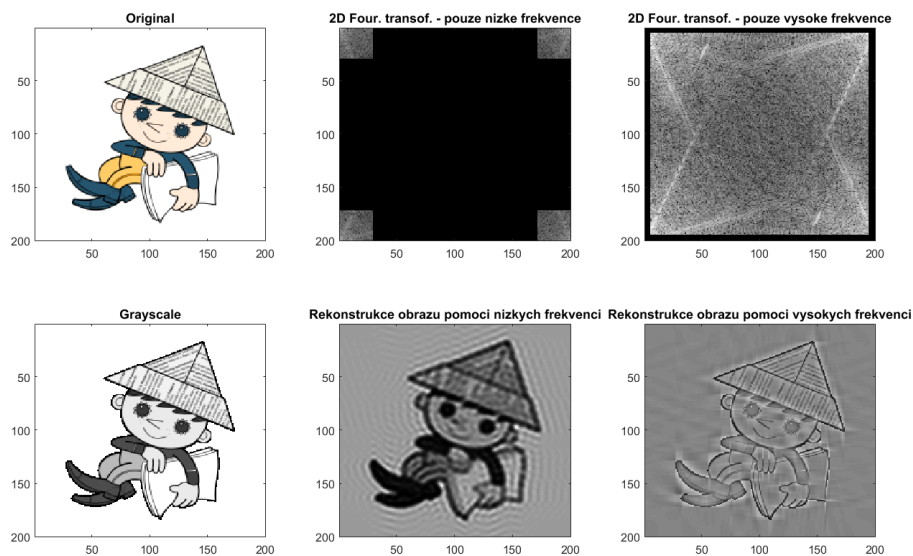 Original
2D Four. transof. - pouze nizke frekvence
2D Four. transof. - pouze vysoke frekvence
50
100
150
200
50 100 150 200
50
100
150
200
50 100 150 200
50
100
150
200
50 100 150 200
Grayscale
Rekonstrukce obrazu pomoci nizkych frekvenci
Rekonstrukce obrazu pomoci vysokych frekvenci
50
100
150
200
50 100 150 200
50
100
150
200
50 100 150 200
50
100
150
200
50 100 150 200